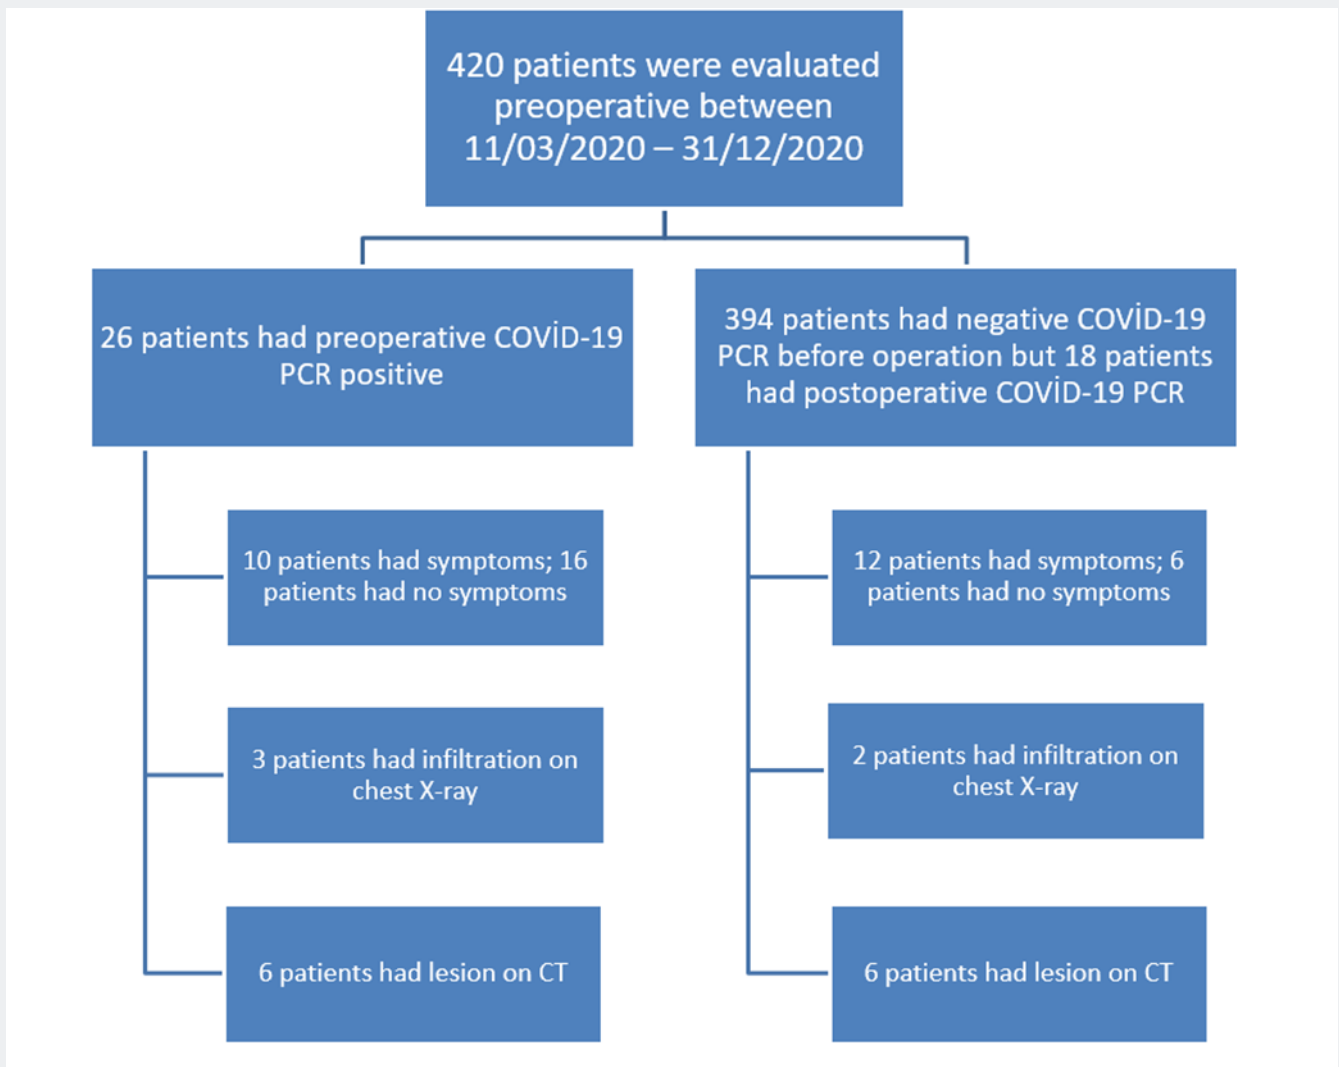 420 patients were evaluated
preoperative between
11/03/2020 – 31/12/2020
26 patients had preoperative COVİD-19
PCR positive
394 patients had negative COVİD-19
PCR before operation but 18 patients
had postoperative COVİD-19 PCR
10 patients had symptoms; 16
patients had no symptoms
12 patients had symptoms; 6
patients had no symptoms
3 patients had infiltration on
chest X-ray
2 patients had infiltration on
chest X-ray
6 patients had lesion on CT
6 patients had lesion on CT